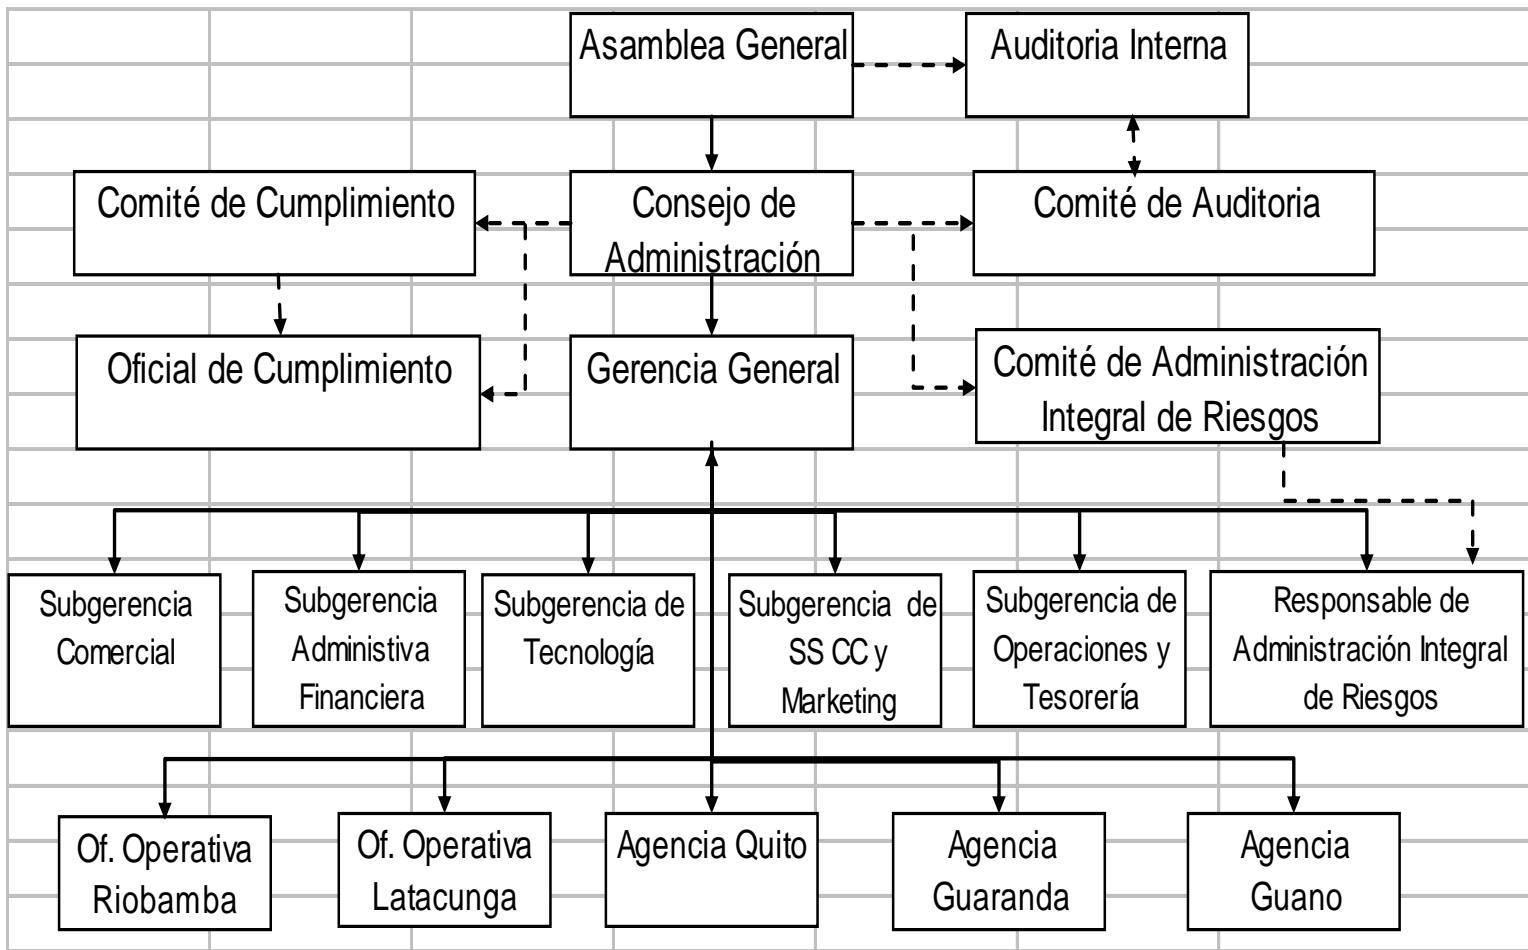 Asamblea General
Auditoria Interna
Comité de Cumplimiento
Consejo de
Administración
Comité de Auditoria
Oficial de Cumplimiento
Gerencia General
Comité de Administración
Integral de Riesgos
Subgerencia
Comercial
Subgerencia
Administiva
Financiera
Subgerencia de
Tecnología
Subgerencia de
SS CC y
Marketing
Subgerencia de
Operaciones y
Tesorería
Responsable de
Administración Integral
de Riesgos
Of. Operativa
Riobamba
Of. Operativa
Latacunga
Agencia Quito
Agencia
Guaranda
Agencia
Guano